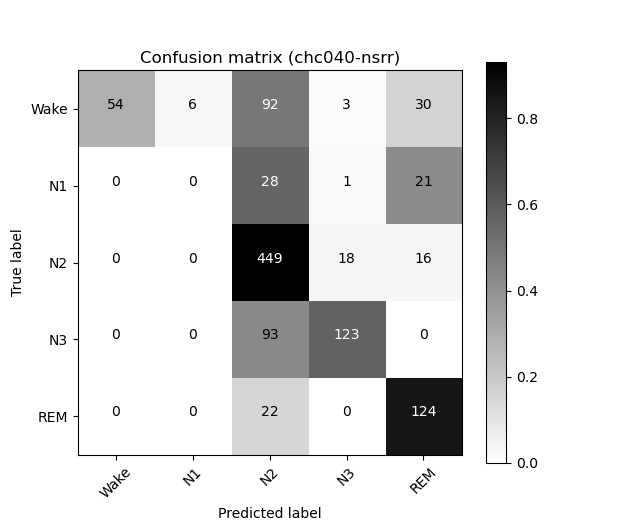 Confusion matrix (chc040-nsrr)
Wake 54 6 92 3 30
N1 0 0 28 1 21
N2 0 0 449 18 16
N3 0 0 93 123 0
REM 0 0 22 0 124
Wake N1 N2 N3 REM
True label
Predicted label
0.8
0.6
0.4
0.2
0.0